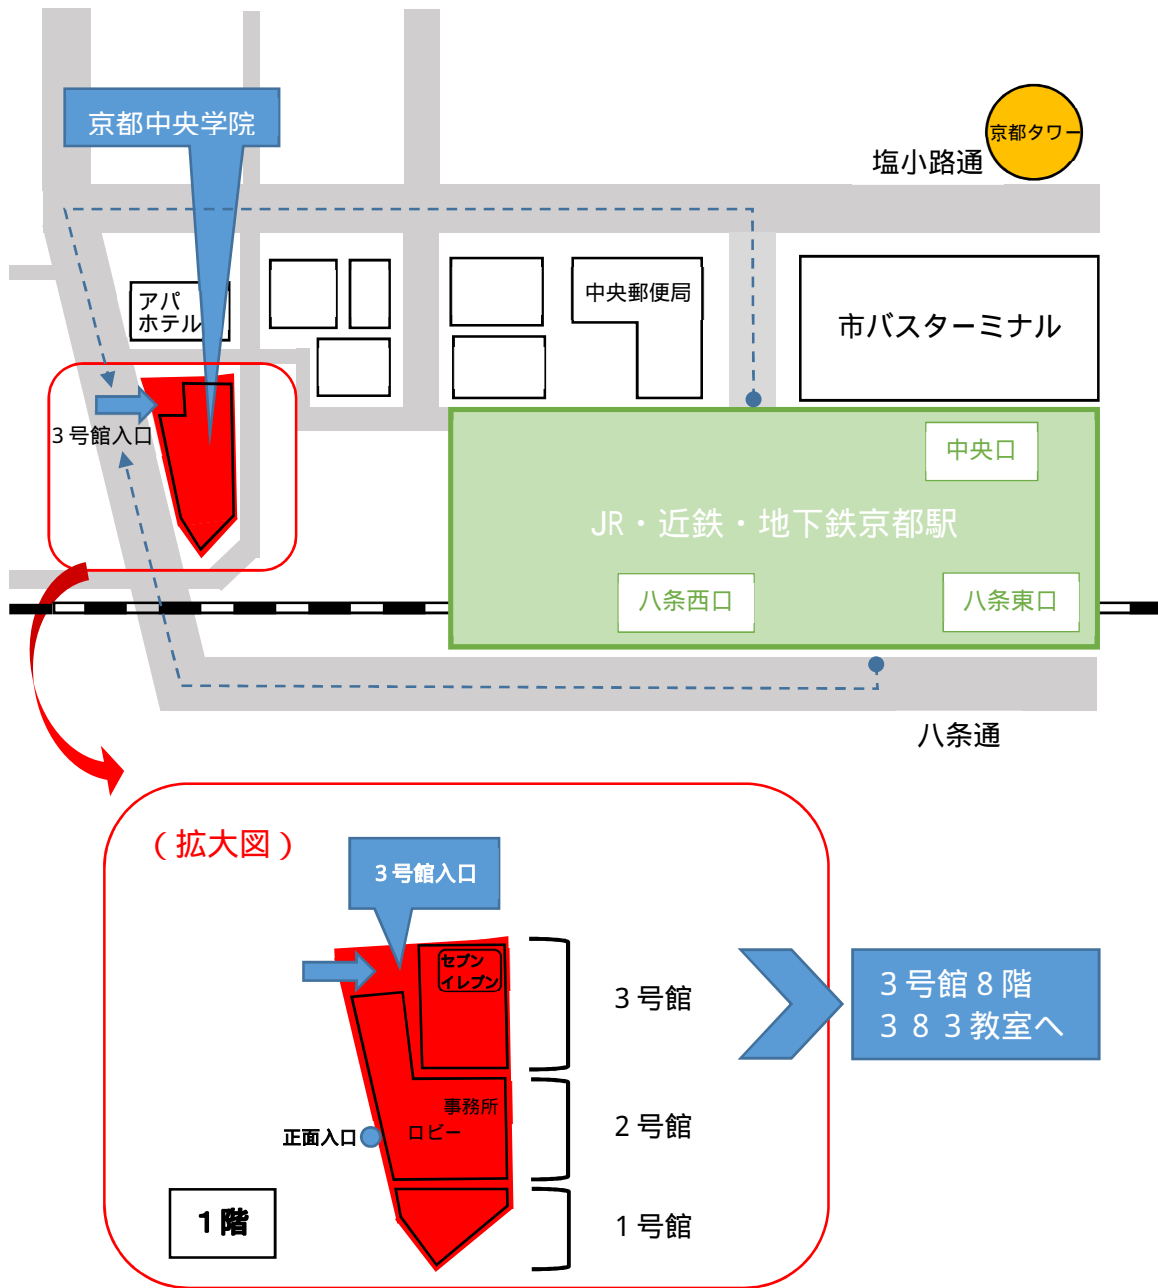 京都中央学院
京都タワー
塩小路通
アパ
ホテル
中央郵便局
市バスターミナル
3号館入口
中央口
JR・近鉄・地下鉄京都駅
八条西口
八条東口
八条通
(拡大図)
3号館入口
セブン
イレブン
3号館
3号館8階
383教室へ
事務所
ロビー
正面入口
2号館
1階
1号館